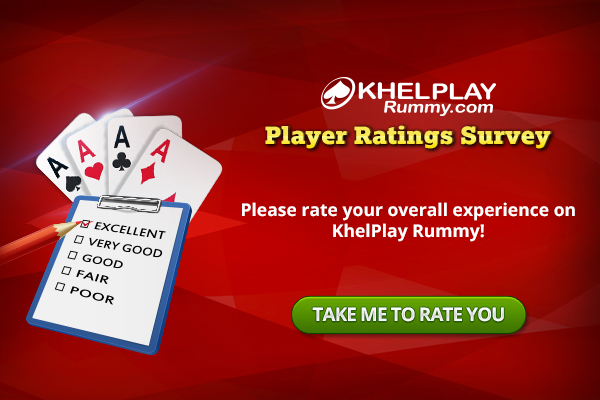 KHELPLAY
Rummy.com
Player Ratings Survey
A
A
A
A
EXCELLENT
VERY GOOD
GOOD
FAIR
POOR
Please rate your overall experience on
KhelPlay Rummy!
TAKE ME TO RATE YOU